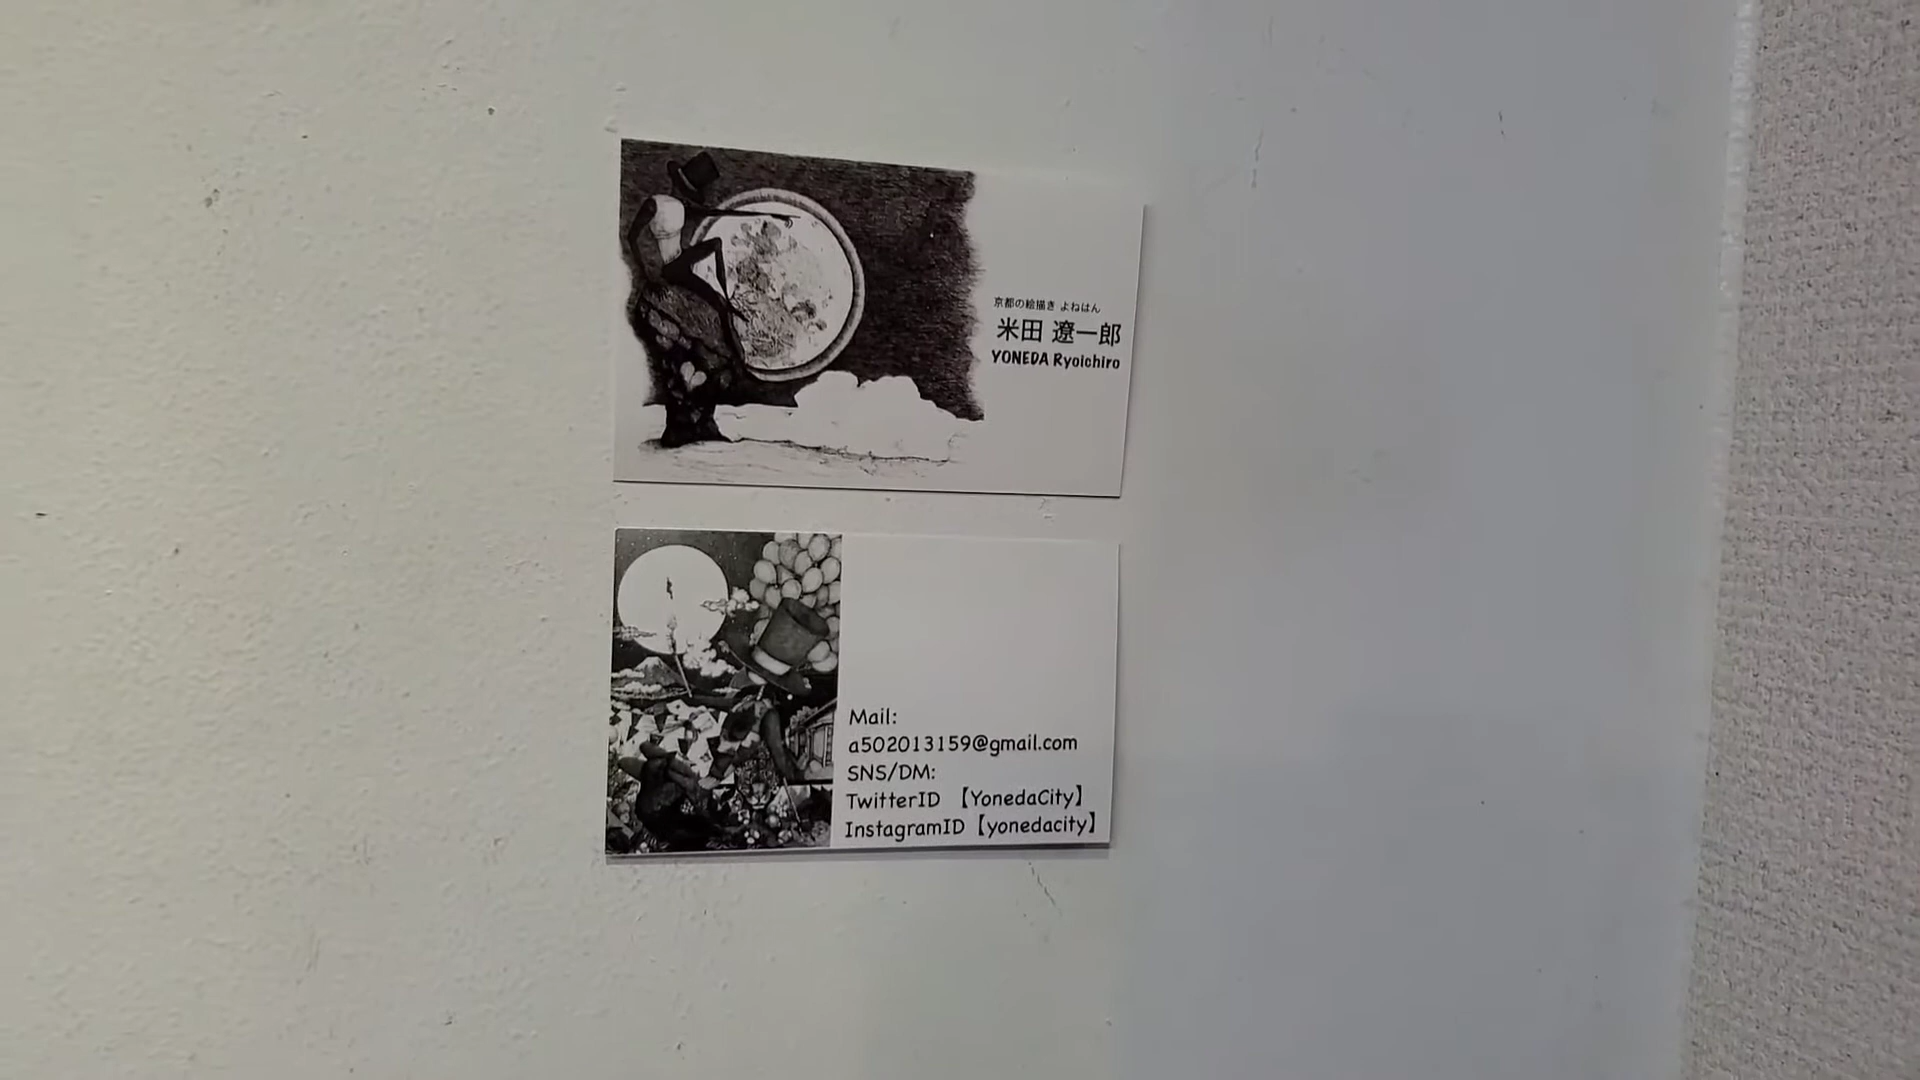 京都の絵描き よねはん
米田 遼一郎
YONEDA Ryoichiro
Mail:
a502013159@gmail.com
SNS/DM:
TwitterID 【YonedaCity】
InstagramID【yonedacity】